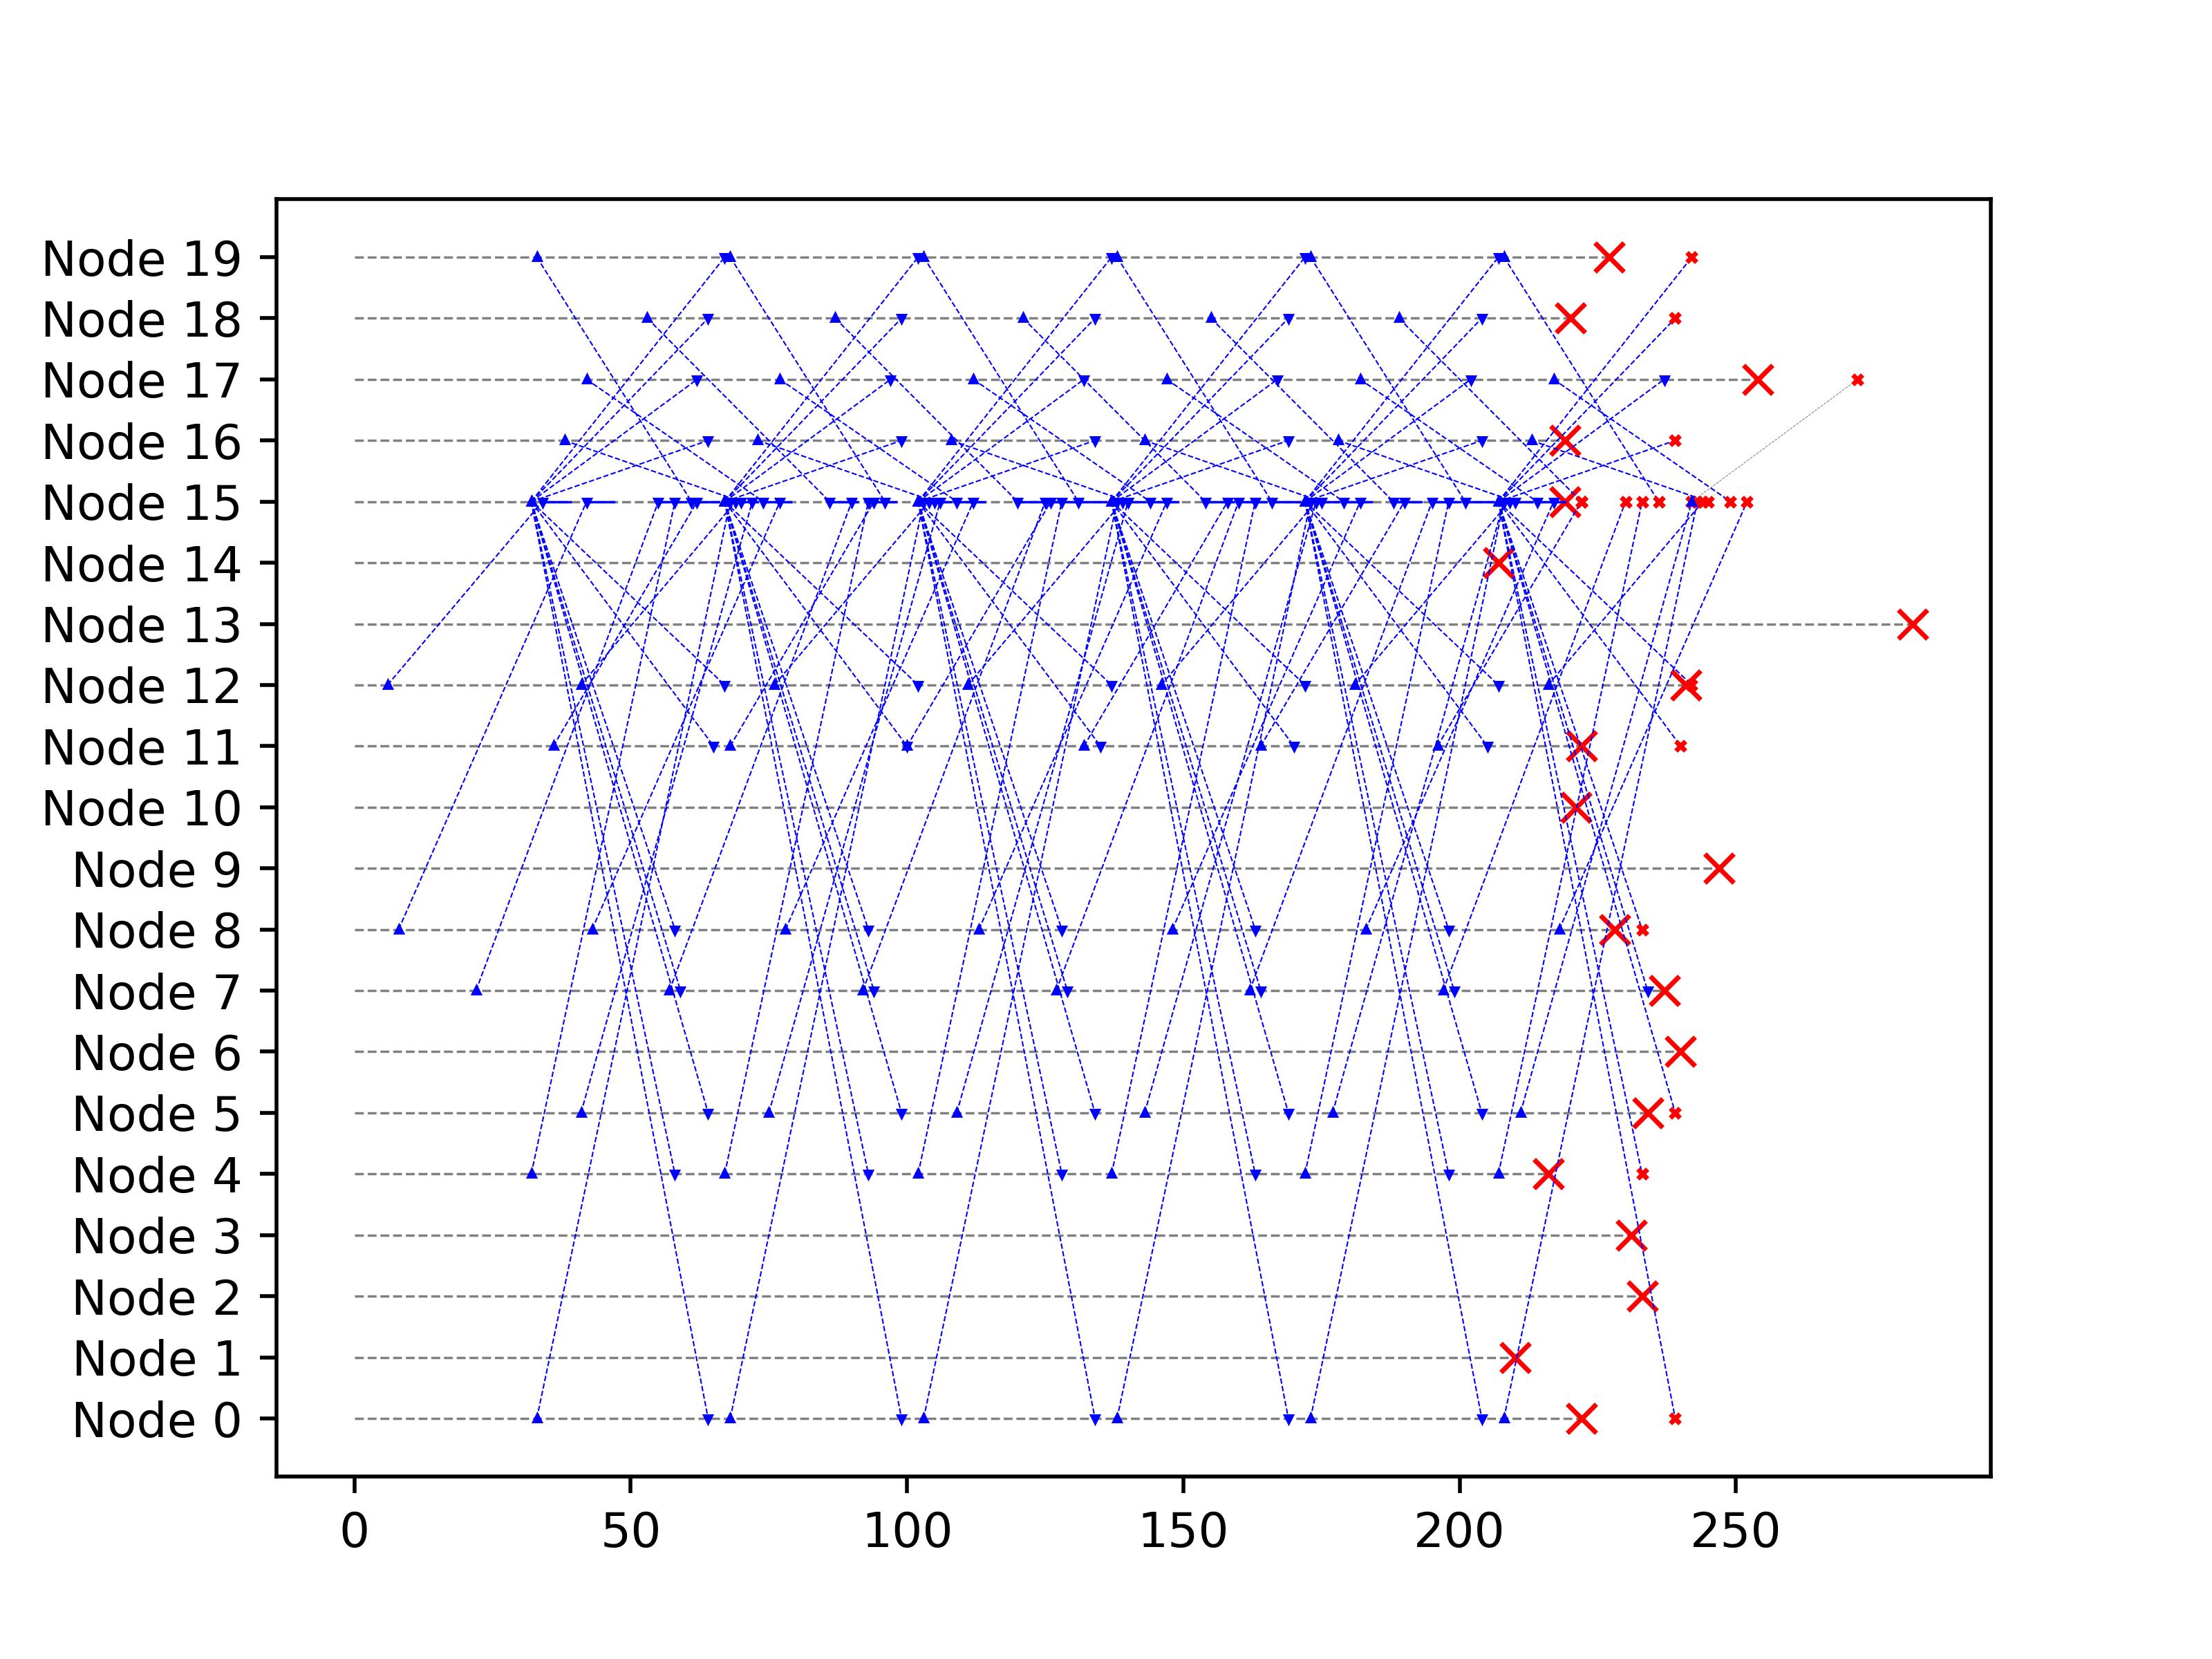 Node 19
Node 18
Node 17
Node 16
Node 15
Node 14
Node 13
Node 12
Node 11
Node 10
Node 9
Node 8
Node 7
Node 6
Node 5
Node 4
Node 3
Node 2
Node 1
Node 0
0 50 100 150 200 250